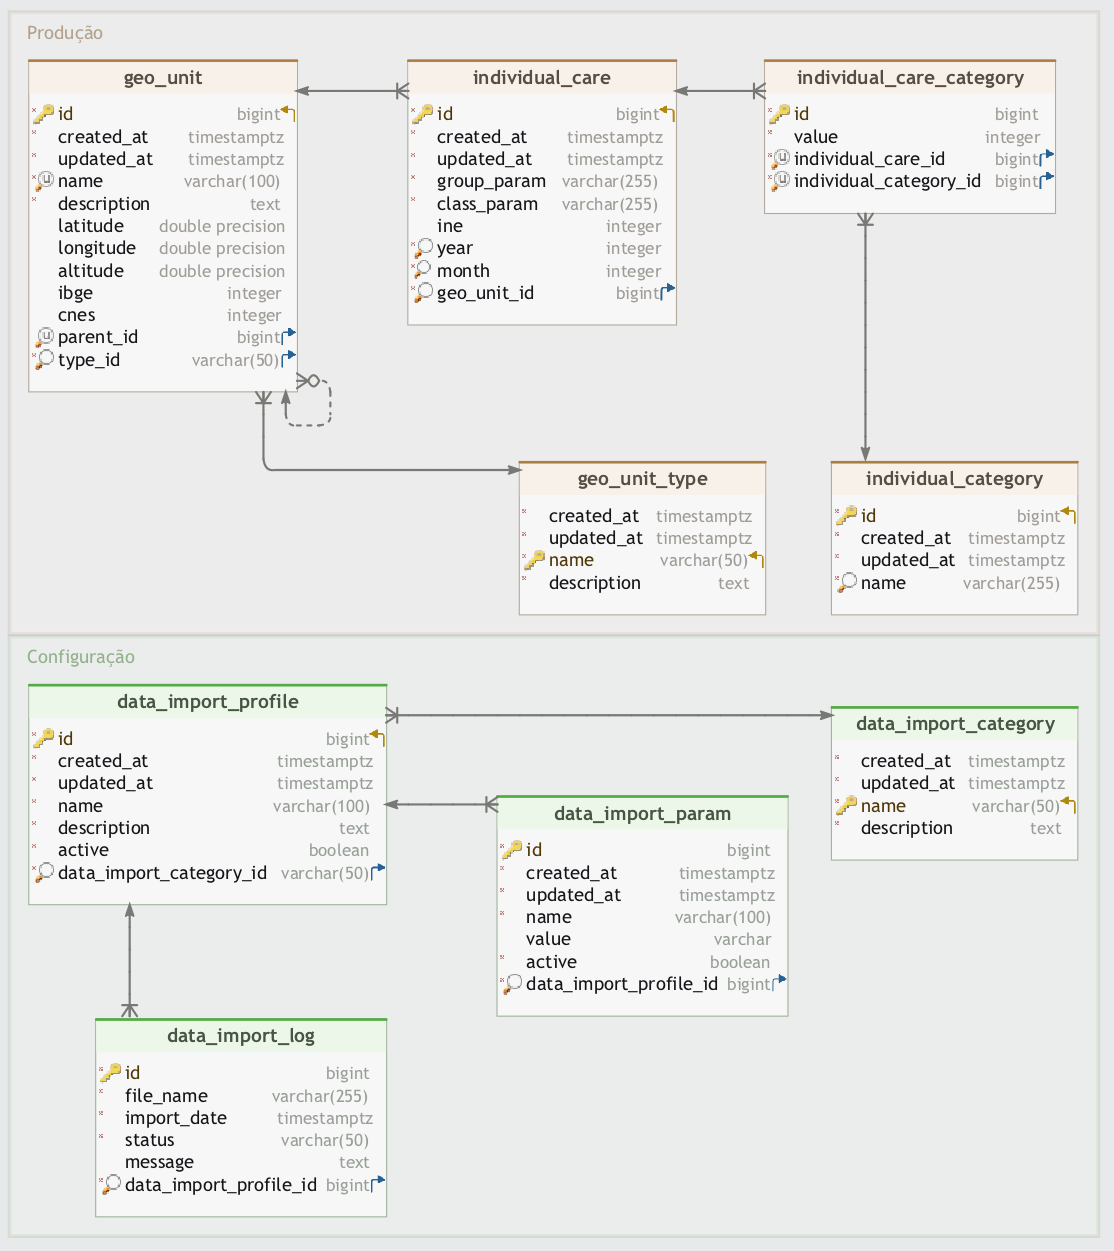 Produção
geo_unit
id bigint
created_at timestamptz
updated_at timestamptz
name varchar(100)
description text
latitude double precision
longitude double precision
altitude double precision
ibge integer
cnes integer
parent_id bigint
type_id varchar(50)
individual_care
id bigint
created_at timestamptz
updated_at timestamptz
group_param varchar(255)
class_param varchar(255)
ine integer
year integer
month integer
geo_unit_id bigint
individual_care_category
id bigint
value integer
individual_care_id bigint
individual_category_id bigint
geo_unit_type
created_at timestamptz
updated_at timestamptz
name varchar(50)
description text
individual_category
id bigint
created_at timestamptz
updated_at timestamptz
name varchar(255)
Configuração
data_import_profile
id bigint
created_at timestamptz
updated_at timestamptz
name varchar(100)
description text
active boolean
data_import_category_id varchar(50)
data_import_category
created_at timestamptz
updated_at timestamptz
name varchar(50)
description text
data_import_param
id bigint
created_at timestamptz
updated_at timestamptz
name varchar(100)
value varchar
active boolean
data_import_profile_id bigint
data_import_log
id bigint
file_name varchar(255)
import_date timestamptz
status varchar(50)
message text
data_import_profile_id bigint